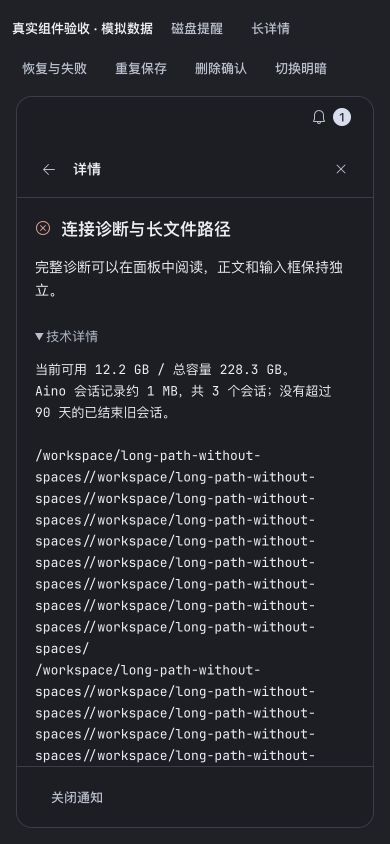 真实组件验收 · 模拟数据 磁盘提醒 长详情
恢复与失败 重复保存 删除确认 切换明暗
1
详情
连接诊断与长文件路径
完整诊断可以在面板中阅读，正文和输入框保持独
立。
▼技术详情
当前可用 12.2 GB / 总容量 228.3 GB。
Aino 会话记录约 1 MB，共 3 个会话；没有超过
90 天的已结束旧会话。
/workspace/long-path-without-
spaces//workspace/long-path-without-
spaces//workspace/long-path-without-
spaces//workspace/long-path-without-
spaces//workspace/long-path-without-
spaces//workspace/long-path-without-
spaces//workspace/long-path-without-
spaces//workspace/long-path-without-
spaces//workspace/long-path-without-
spaces/
/workspace/long-path-without-
spaces//workspace/long-path-without-
spaces//workspace/long-path-without-
spaces//workspace/long-path-without-
spaces//workspace/long-path-without-
关闭通知